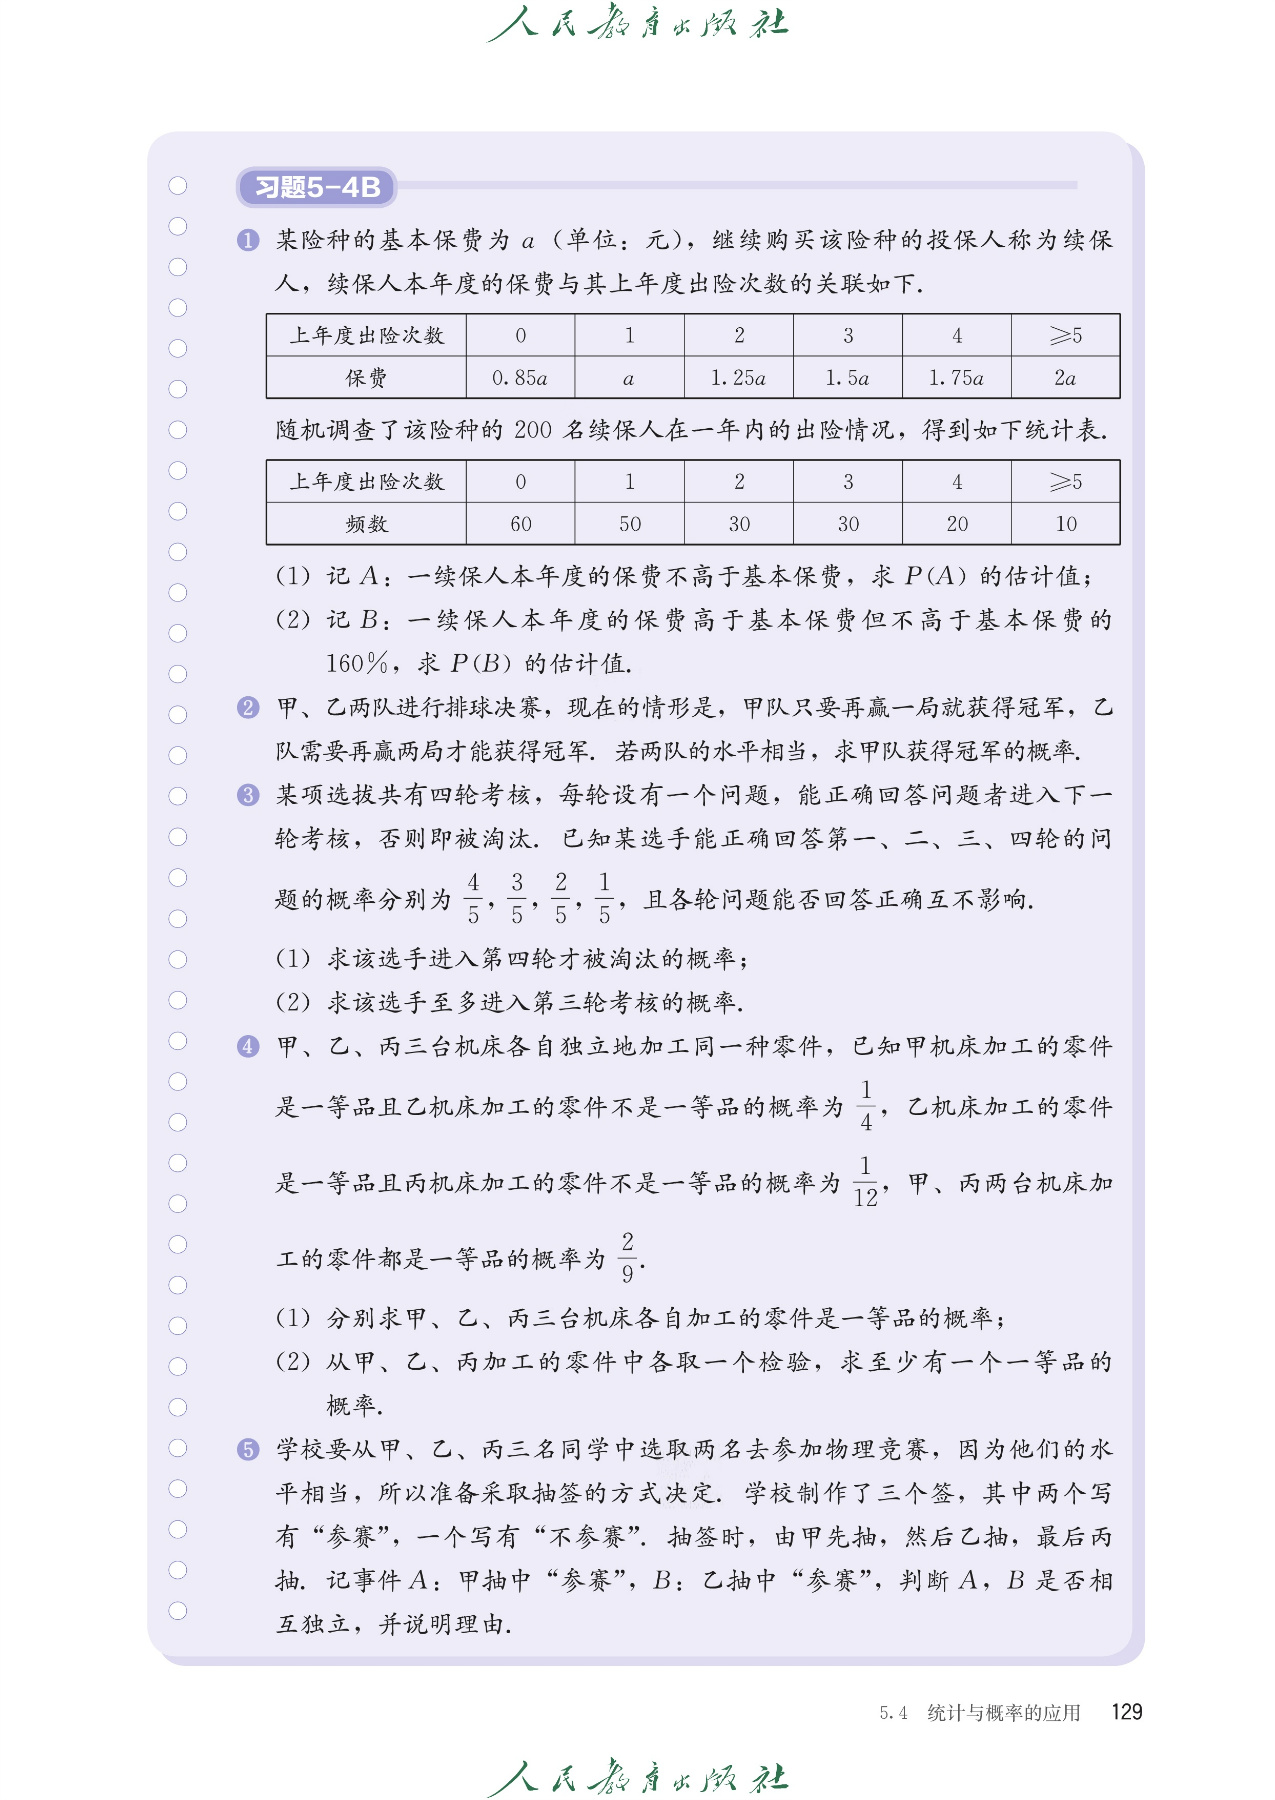 人民教育出版社
习题5-4B
1 某险种的基本保费为 a（单位：元），继续购买该险种的投保人称为续保
人，续保人本年度的保费与其上年度出险次数的关联如下.
上年度出险次数 0 1 2 3 4 ⩾5
保费 0.85a a 1.25a 1.5a 1.75a 2a
随机调查了该险种的 200 名续保人在一年内的出险情况，得到如下统计表.
上年度出险次数 0 1 2 3 4 ⩾5
频数 60 50 30 30 20 10
（1）记 A：一续保人本年度的保费不高于基本保费，求 P(A) 的估计值；
（2）记 B：一续保人本年度的保费高于基本保费但不高于基本保费的
160%，求 P(B) 的估计值.
2 甲、乙两队进行排球决赛，现在的情形是，甲队只要再赢一局就获得冠军，乙
队需要再赢两局才能获得冠军. 若两队的水平相当，求甲队获得冠军的概率.
3 某项选拔共有四轮考核，每轮设有一个问题，能正确回答问题者进入下一
轮考核，否则即被淘汰. 已知某选手能正确回答第一、二、三、四轮的问
题的概率分别为 4/5，3/5，2/5，1/5，且各轮问题能否回答正确互不影响.
（1）求该选手进入第四轮才被淘汰的概率；
（2）求该选手至多进入第三轮考核的概率.
4 甲、乙、丙三台机床各自独立地加工同一种零件，已知甲机床加工的零件
是一等品且乙机床加工的零件不是一等品的概率为 1/4，乙机床加工的零件
是一等品且丙机床加工的零件不是一等品的概率为 1/12，甲、丙两台机床加
工的零件都是一等品的概率为 2/9.
（1）分别求甲、乙、丙三台机床各自加工的零件是一等品的概率；
（2）从甲、乙、丙加工的零件中各取一个检验，求至少有一个一等品的
概率.
5 学校要从甲、乙、丙三名同学中选取两名去参加物理竞赛，因为他们的水
平相当，所以准备采取抽签的方式决定. 学校制作了三个签，其中两个写
有“参赛”，一个写有“不参赛”. 抽签时，由甲先抽，然后乙抽，最后丙
抽. 记事件 A：甲抽中“参赛”，B：乙抽中“参赛”，判断 A，B 是否相
互独立，并说明理由.
5.4 统计与概率的应用 129
人民教育出版社